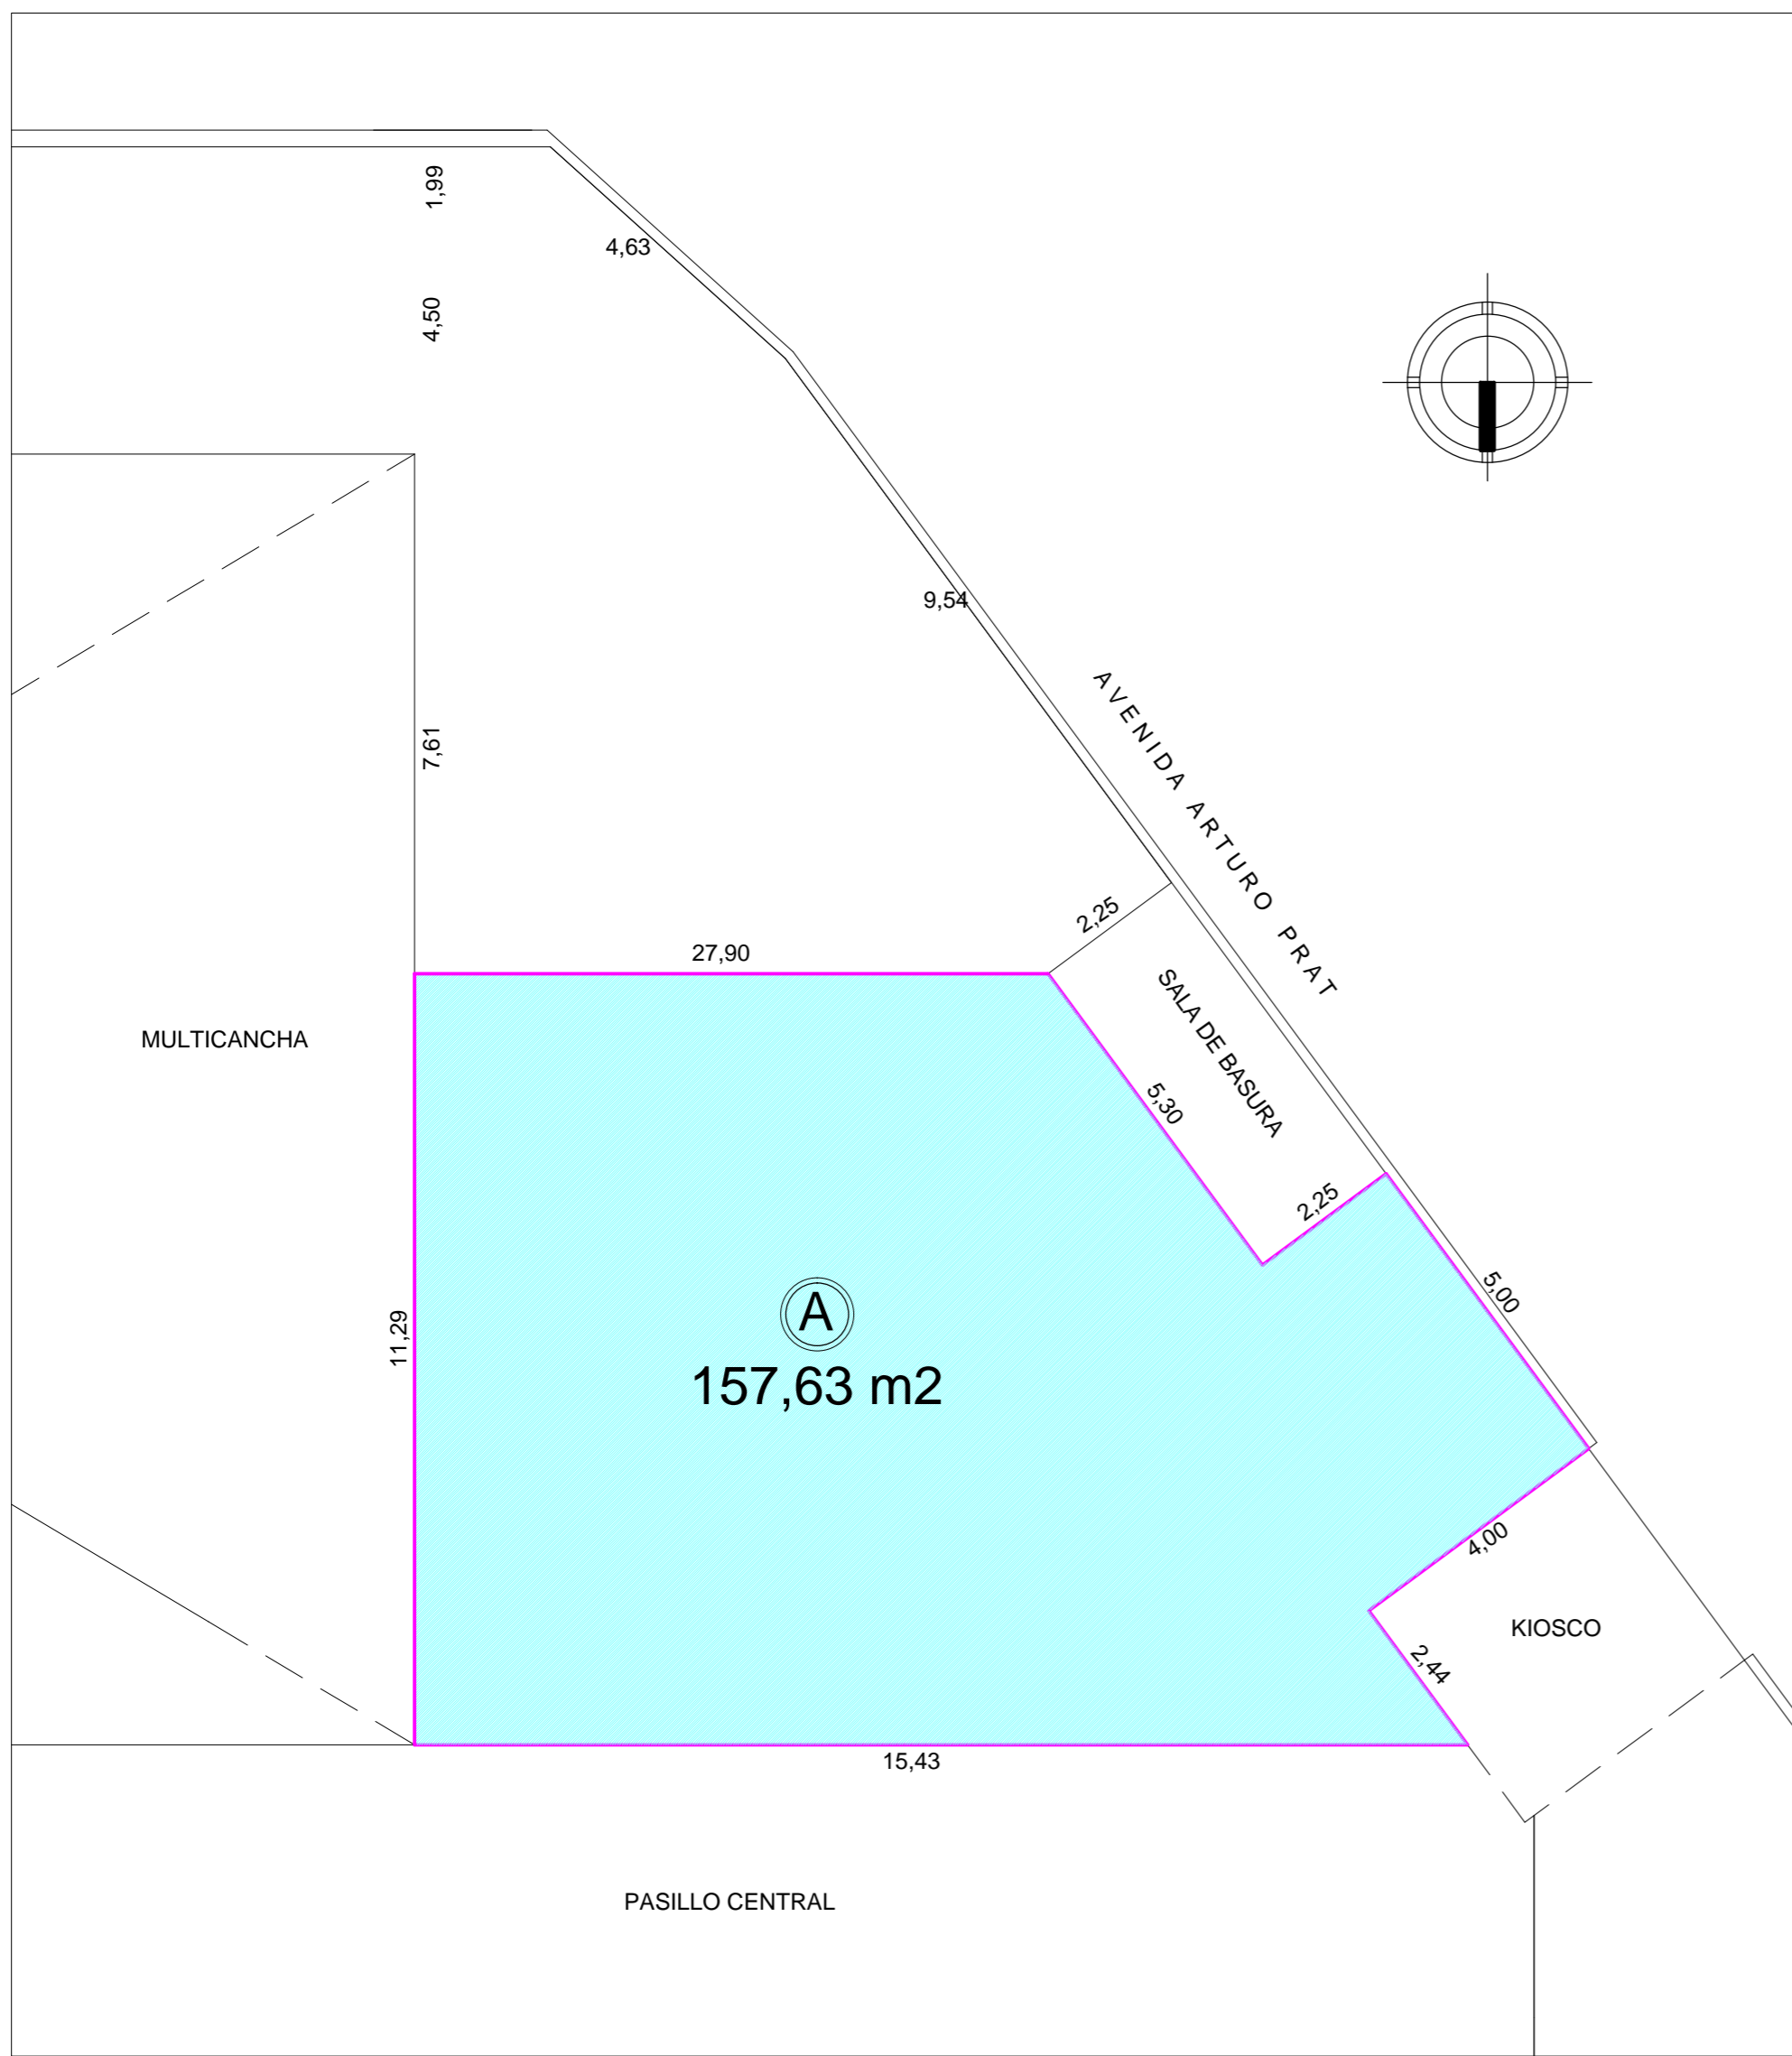 1,99
4,63
4,50
9,54
AVENIDA ARTURO PRAT
7,61
2,25
27,90
SALA DE BASURA
MULTICANCHA
5,30
2,25
5,00
A
11,29
157,63 m2
4,00
KIOSCO
2,44
15,43
PASILLO CENTRAL